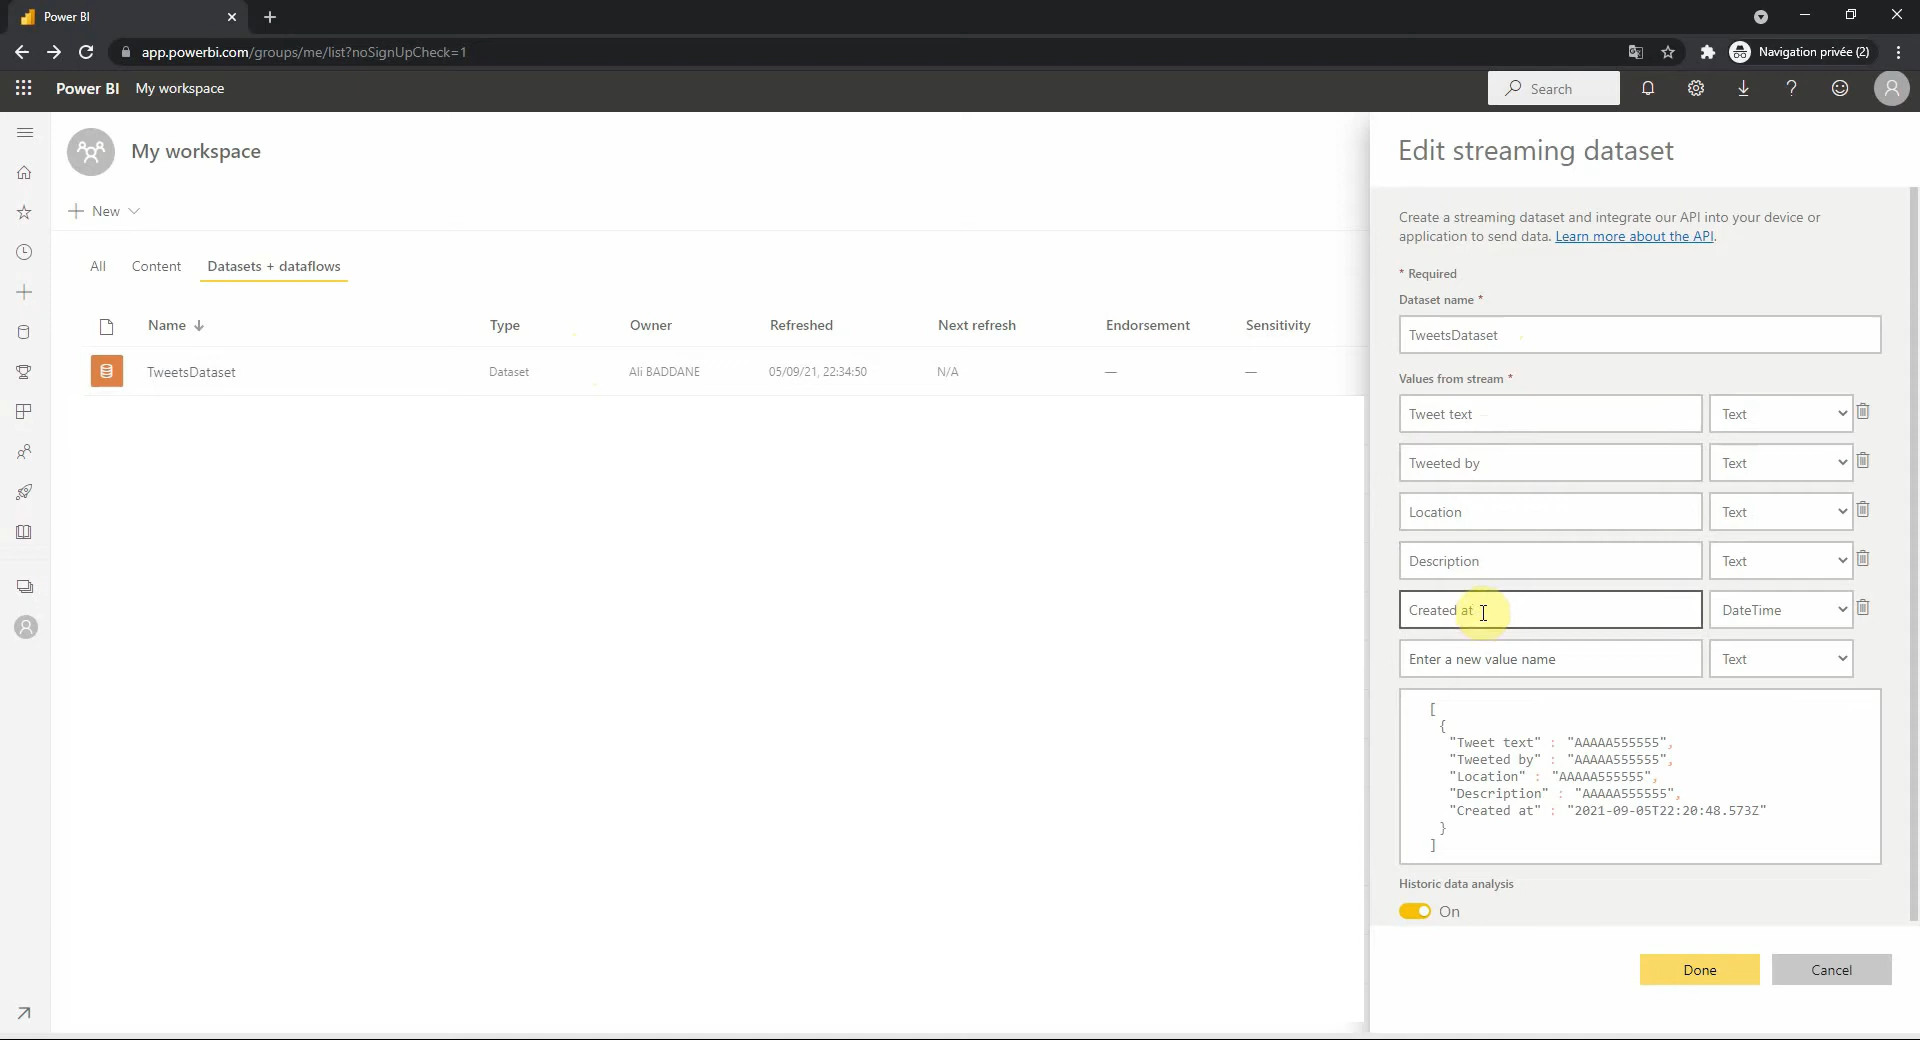 Power BI
app.powerbi.com/groups/me/list?noSignUpCheck=1
Navigation privée (2)
Power BI My workspace
Search
My workspace
New
All Content Datasets + dataflows
Name Type Owner Refreshed Next refresh Endorsement Sensitivity
TweetsDataset Dataset Ali BADDANE 05/09/21, 22:34:50 N/A — —
Edit streaming dataset
Create a streaming dataset and integrate our API into your device or
application to send data. Learn more about the API.
* Required
Dataset name *
TweetsDataset
Values from stream *
Tweet text Text
Tweeted by Text
Location Text
Description Text
Created at DateTime
Enter a new value name Text
[
{
"Tweet text" : "AAAAA555555",
"Tweeted by" : "AAAAA555555",
"Location" : "AAAAA555555",
"Description" : "AAAAA555555",
"Created at" : "2021-09-05T22:20:48.573Z"
}
]
Historic data analysis
On
Done Cancel